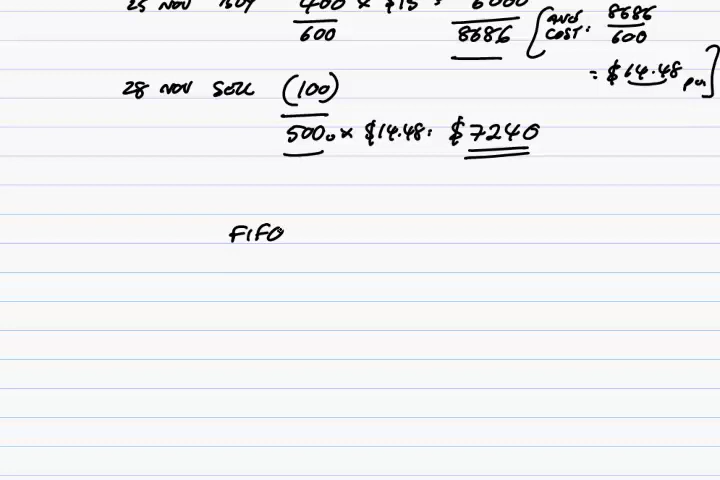 25 NOV BUY 400 x $15 = 6000
600 8686 [AVG COST: 8686 / 600
= $14.48 per]
28 NOV SELL (100)
500 x $14.48 = $7240
FIFO